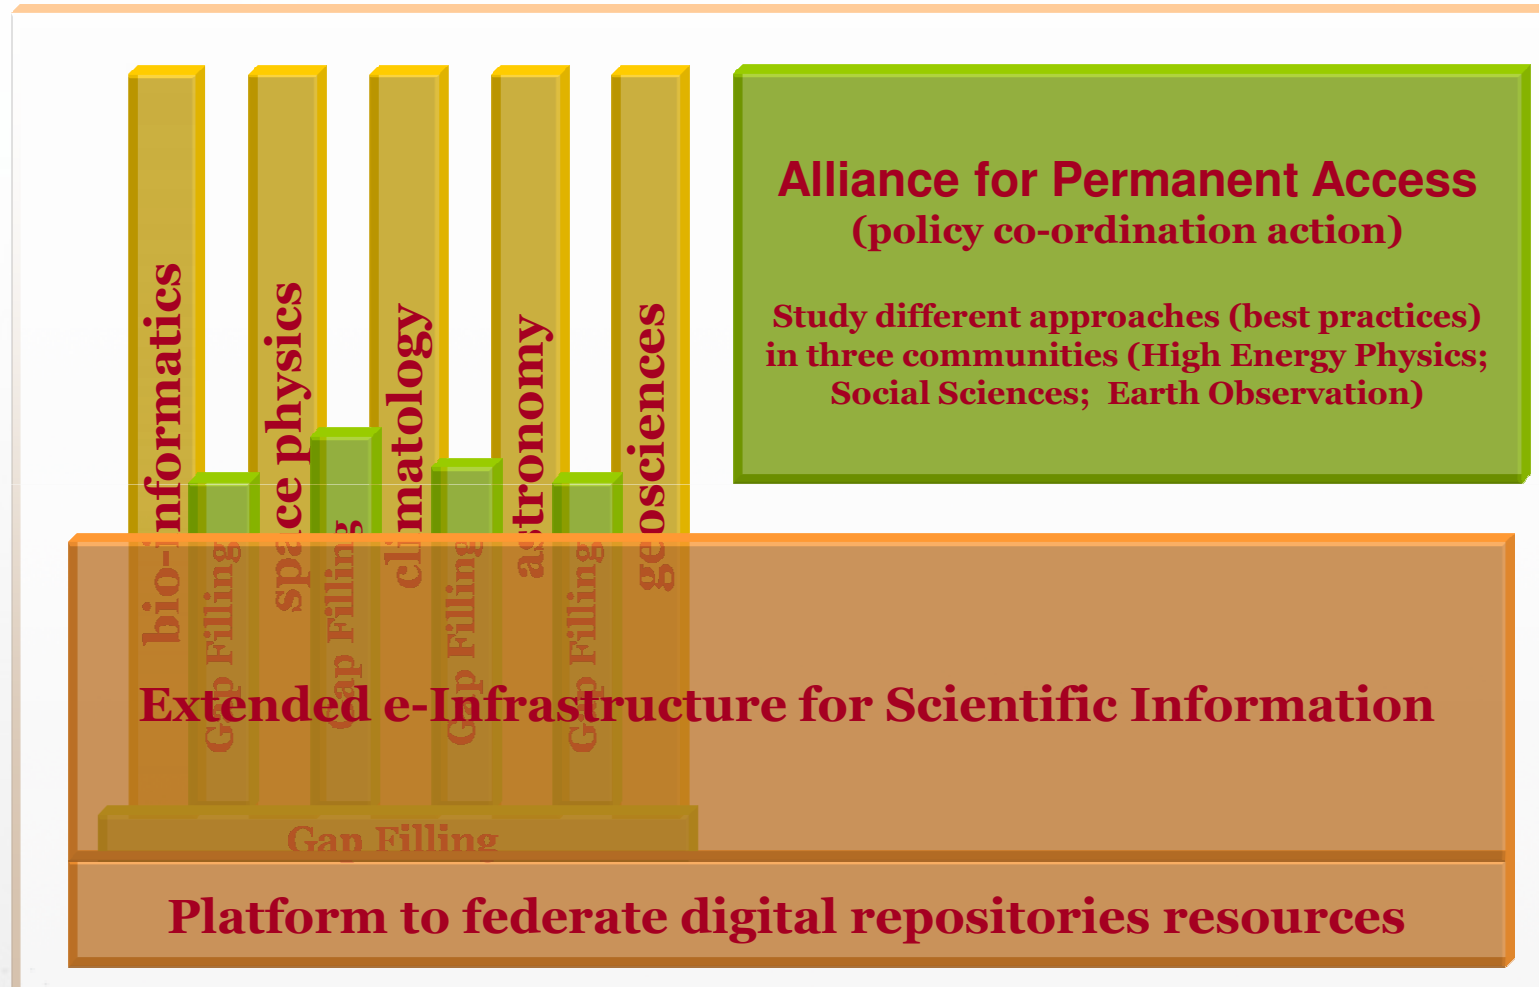 bio-informatics
space physics
climatology
astronomy
geosciences
Gap Filling
Gap Filling
Gap Filling
Gap Filling
Alliance for Permanent Access
(policy co-ordination action)
Study different approaches (best practices)
in three communities (High Energy Physics;
Social Sciences; Earth Observation)
Extended e-Infrastructure for Scientific Information
Gap Filling
Platform to federate digital repositories resources